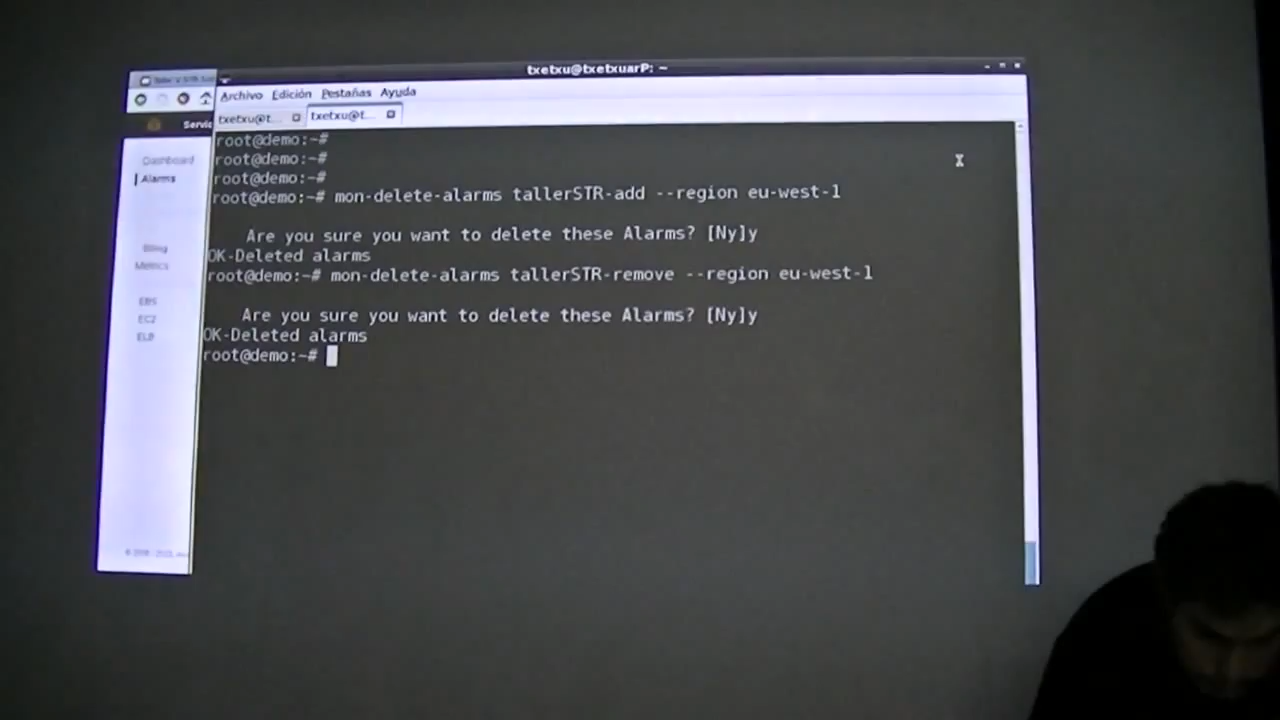 txetxu@txetxuarP: ~
Archivo Edición Pestañas Ayuda
txetxu@t... txetxu@t...
Servic
Dashboard
Alarms
Billing
Metrics
EBS
EC2
ELB
root@demo:~#
root@demo:~#
root@demo:~#
root@demo:~# mon-delete-alarms tallerSTR-add --region eu-west-1
Are you sure you want to delete these Alarms? [Ny]y
OK-Deleted alarms
root@demo:~# mon-delete-alarms tallerSTR-remove --region eu-west-1
Are you sure you want to delete these Alarms? [Ny]y
OK-Deleted alarms
root@demo:~#